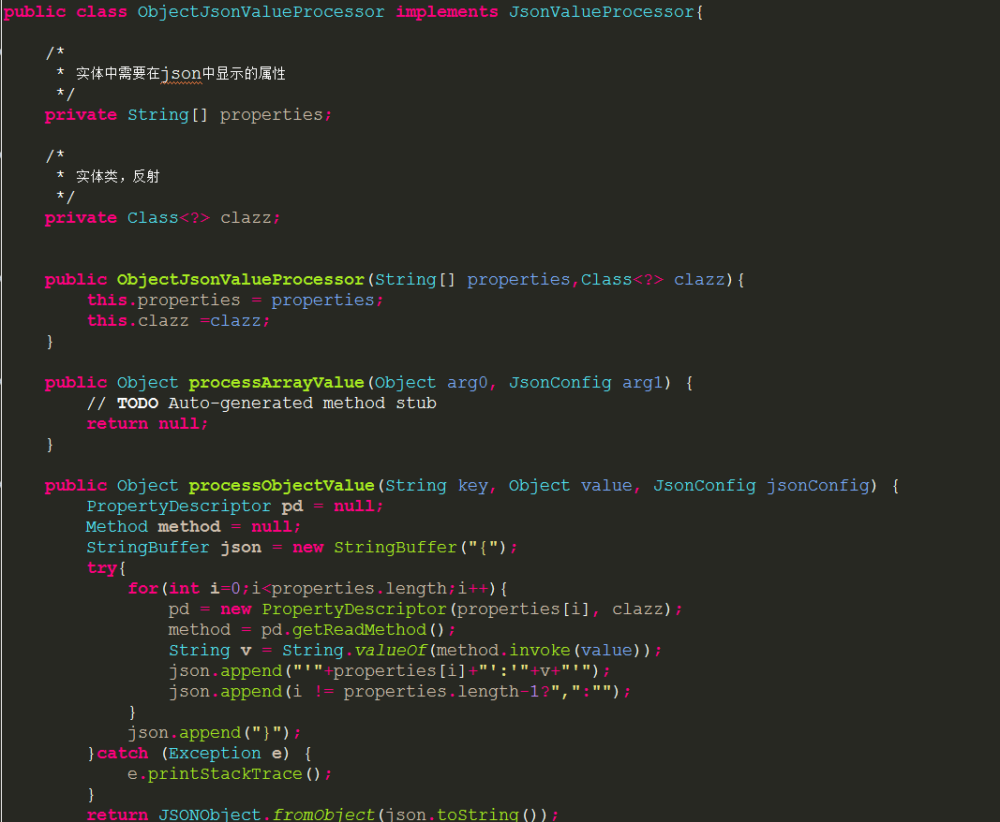 public class ObjectJsonValueProcessor implements JsonValueProcessor{
/*
* 实体中需要在json中显示的属性
*/
private String[] properties;
/*
* 实体类，反射
*/
private Class<?> clazz;
public ObjectJsonValueProcessor(String[] properties,Class<?> clazz){
this.properties = properties;
this.clazz =clazz;
}
public Object processArrayValue(Object arg0, JsonConfig arg1) {
// TODO Auto-generated method stub
return null;
}
public Object processObjectValue(String key, Object value, JsonConfig jsonConfig) {
PropertyDescriptor pd = null;
Method method = null;
StringBuffer json = new StringBuffer("{");
try{
for(int i=0;i<properties.length;i++){
pd = new PropertyDescriptor(properties[i], clazz);
method = pd.getReadMethod();
String v = String.valueOf(method.invoke(value));
json.append("'"+properties[i]+"':'"+v+"'");
json.append(i != properties.length-1?",":"");
}
json.append("}");
}catch (Exception e) {
e.printStackTrace();
}
return JSONObject.fromObject(json.toString());